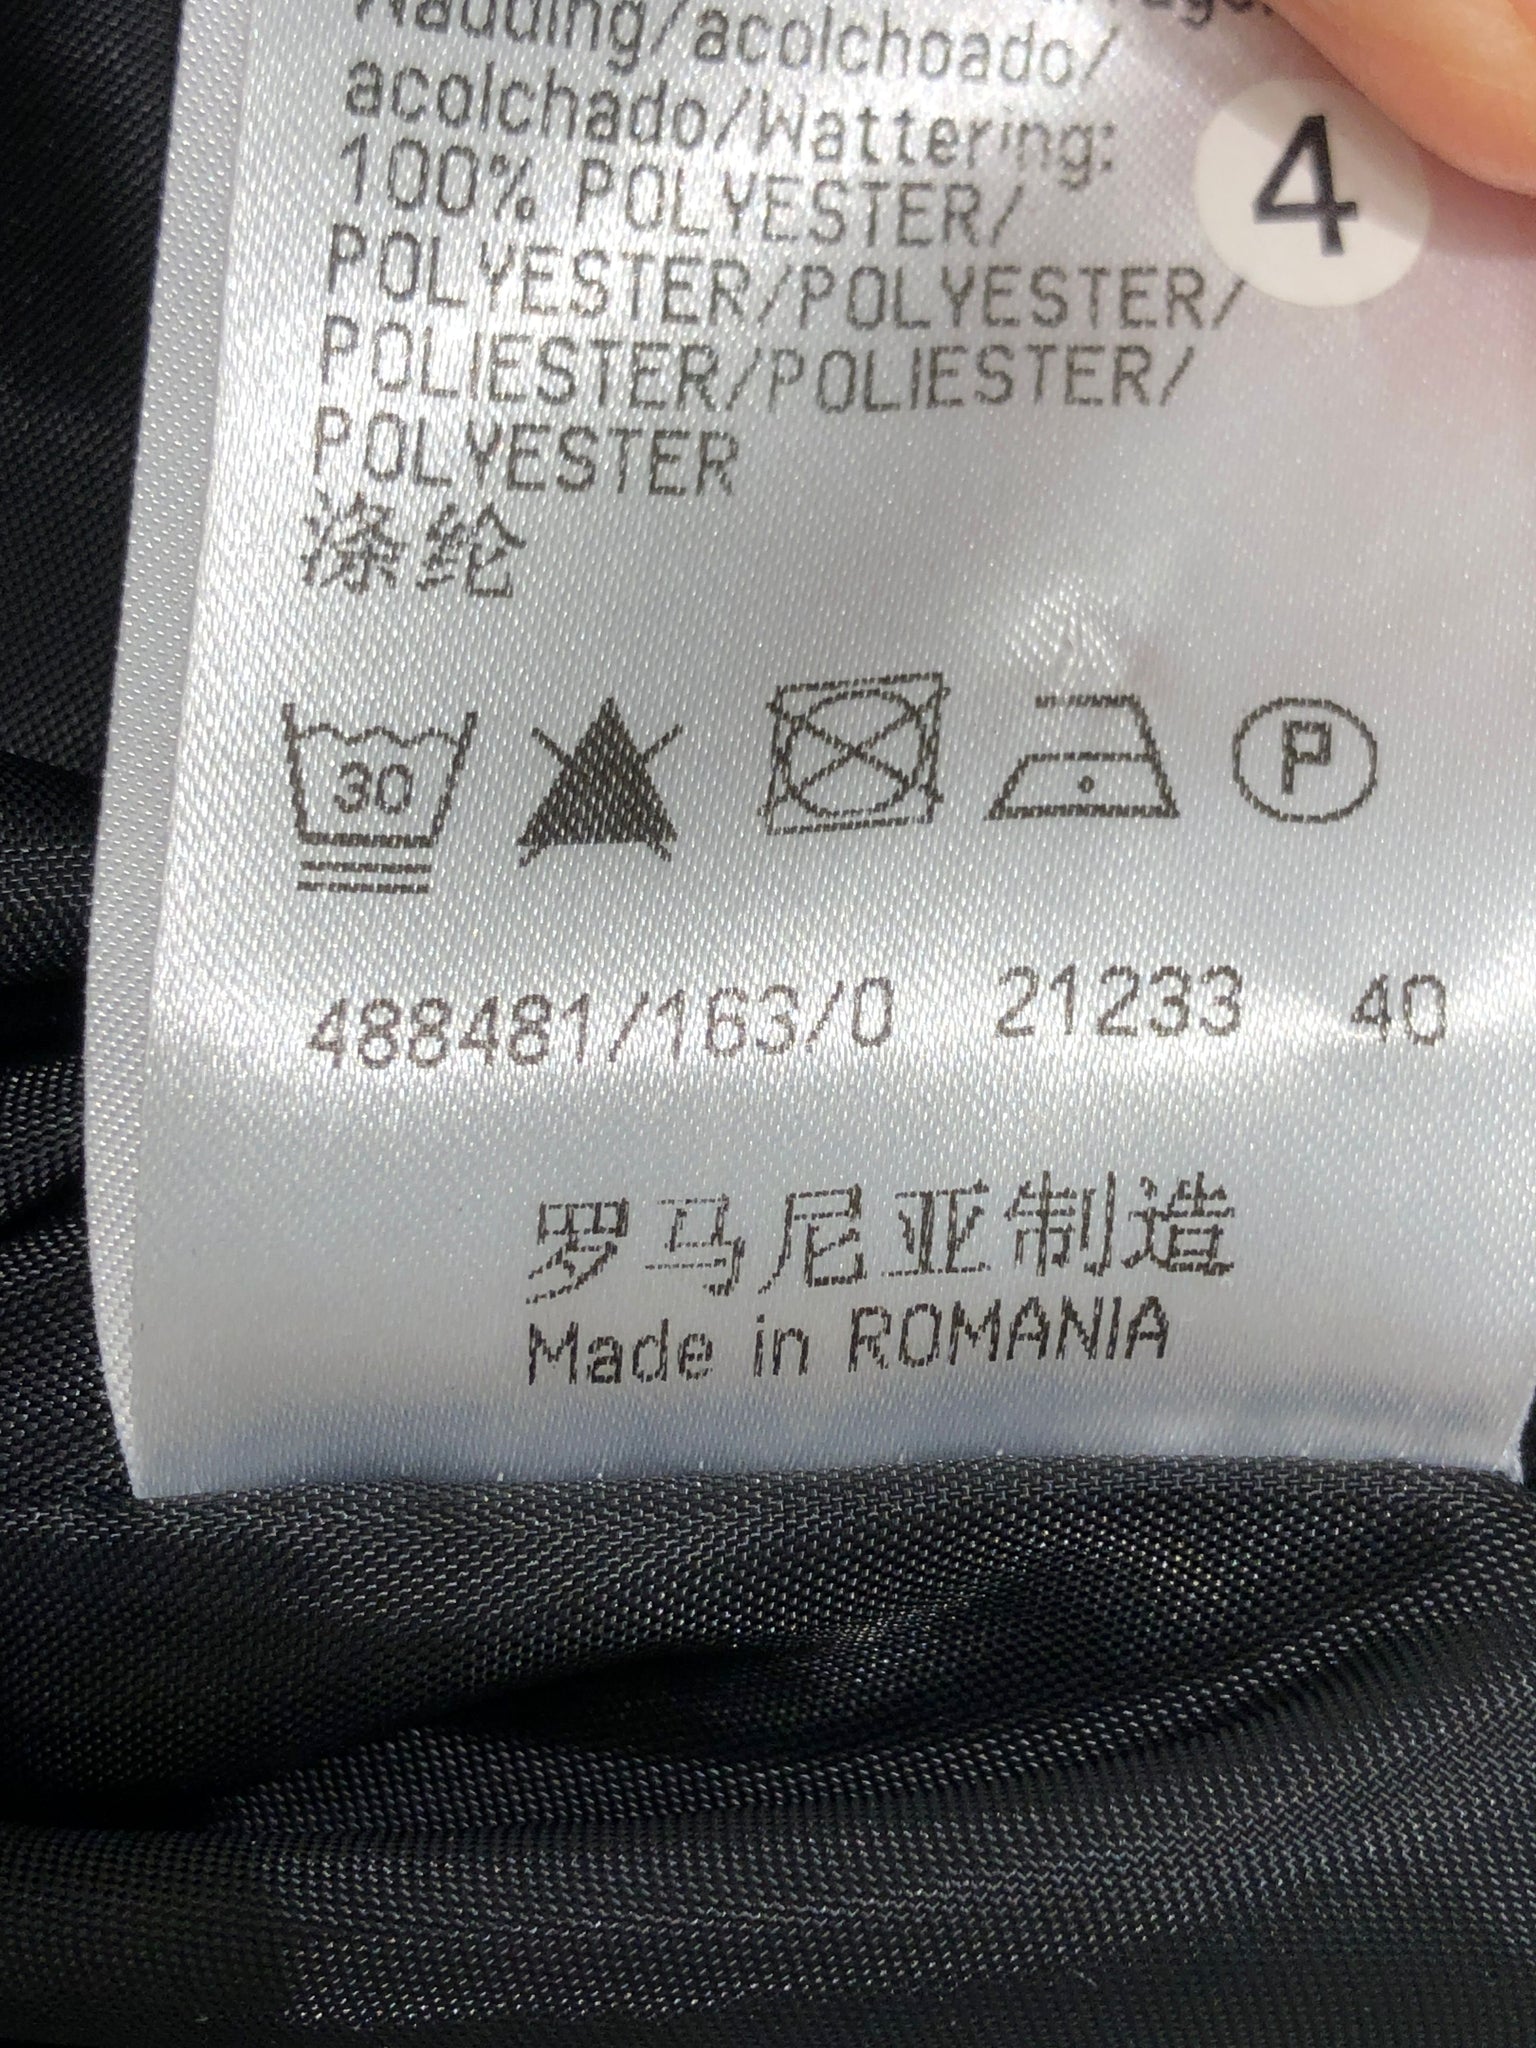 Wadding/acolchoado/
acolchado/Wattering:
4
100% POLYESTER/
POLYESTER/POLYESTER/
POLIESTER/POLIESTER/
POLYESTER
涤纶
30
P
488481/163/0 21233 40
罗马尼亚制造
Made in ROMANIA